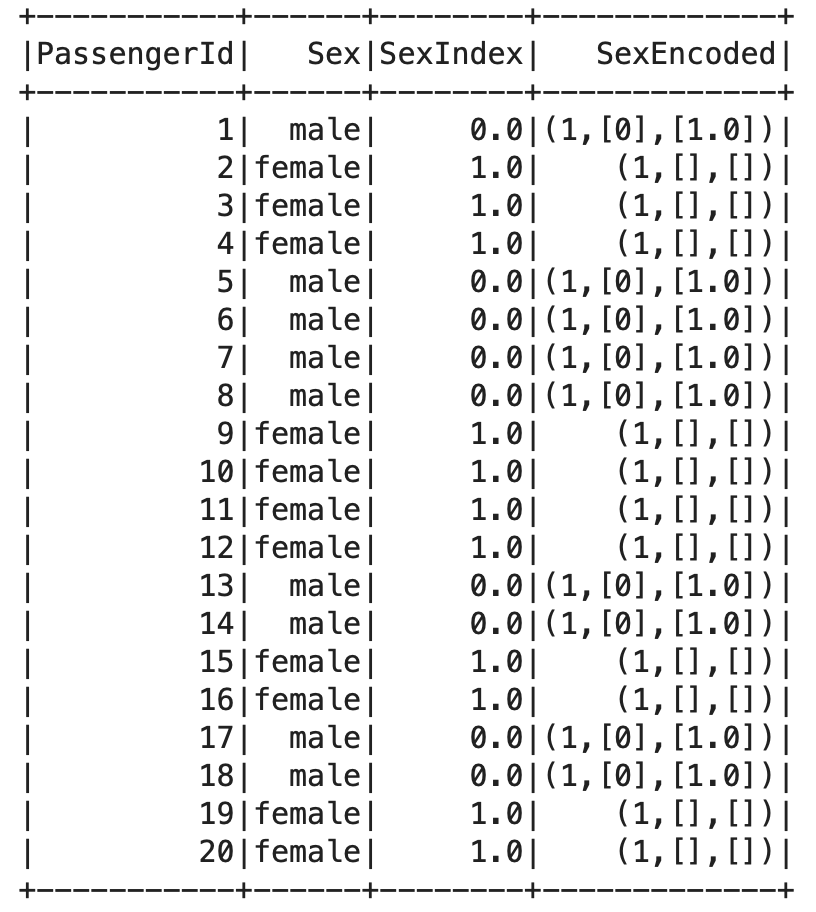 +-----------+------+--------+-------------+
|PassengerId|   Sex|SexIndex|   SexEncoded|
+-----------+------+--------+-------------+
|          1|  male|     0.0|(1,[0],[1.0])|
|          2|female|     1.0|    (1,[],[])|
|          3|female|     1.0|    (1,[],[])|
|          4|female|     1.0|    (1,[],[])|
|          5|  male|     0.0|(1,[0],[1.0])|
|          6|  male|     0.0|(1,[0],[1.0])|
|          7|  male|     0.0|(1,[0],[1.0])|
|          8|  male|     0.0|(1,[0],[1.0])|
|          9|female|     1.0|    (1,[],[])|
|         10|female|     1.0|    (1,[],[])|
|         11|female|     1.0|    (1,[],[])|
|         12|female|     1.0|    (1,[],[])|
|         13|  male|     0.0|(1,[0],[1.0])|
|         14|  male|     0.0|(1,[0],[1.0])|
|         15|female|     1.0|    (1,[],[])|
|         16|female|     1.0|    (1,[],[])|
|         17|  male|     0.0|(1,[0],[1.0])|
|         18|  male|     0.0|(1,[0],[1.0])|
|         19|female|     1.0|    (1,[],[])|
|         20|female|     1.0|    (1,[],[])|
+-----------+------+--------+-------------+